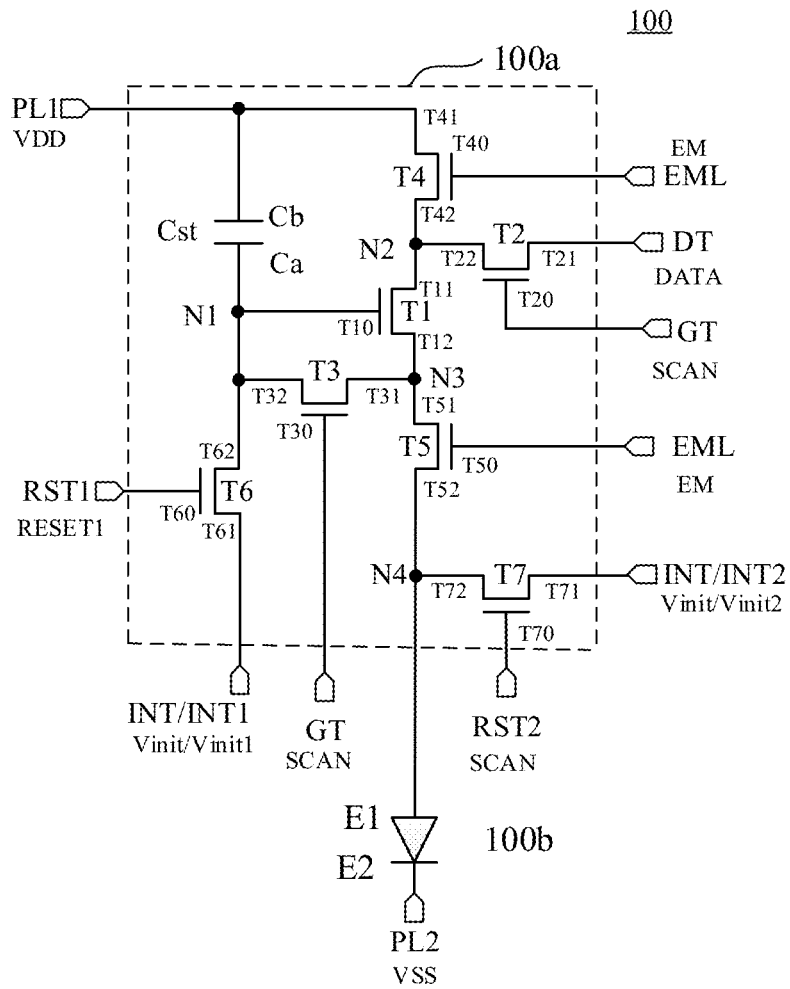 100
100a
PL1
VDD
T41
T40
T4
T42
EM
EML
Cb
Cst
Ca
N2
T2
T22
T21
T20
DT
DATA
N1
T11
T10
T1
T12
GT
SCAN
T3
T32
T31
T30
N3
T51
T5
T50
T52
EML
EM
RST1
RESET1
T62
T60
T6
T61
N4
T7
T72
T71
T70
INT/INT2
Vinit/Vinit2
INT/INT1
Vinit/Vinit1
GT
SCAN
RST2
SCAN
E1
E2
100b
PL2
VSS